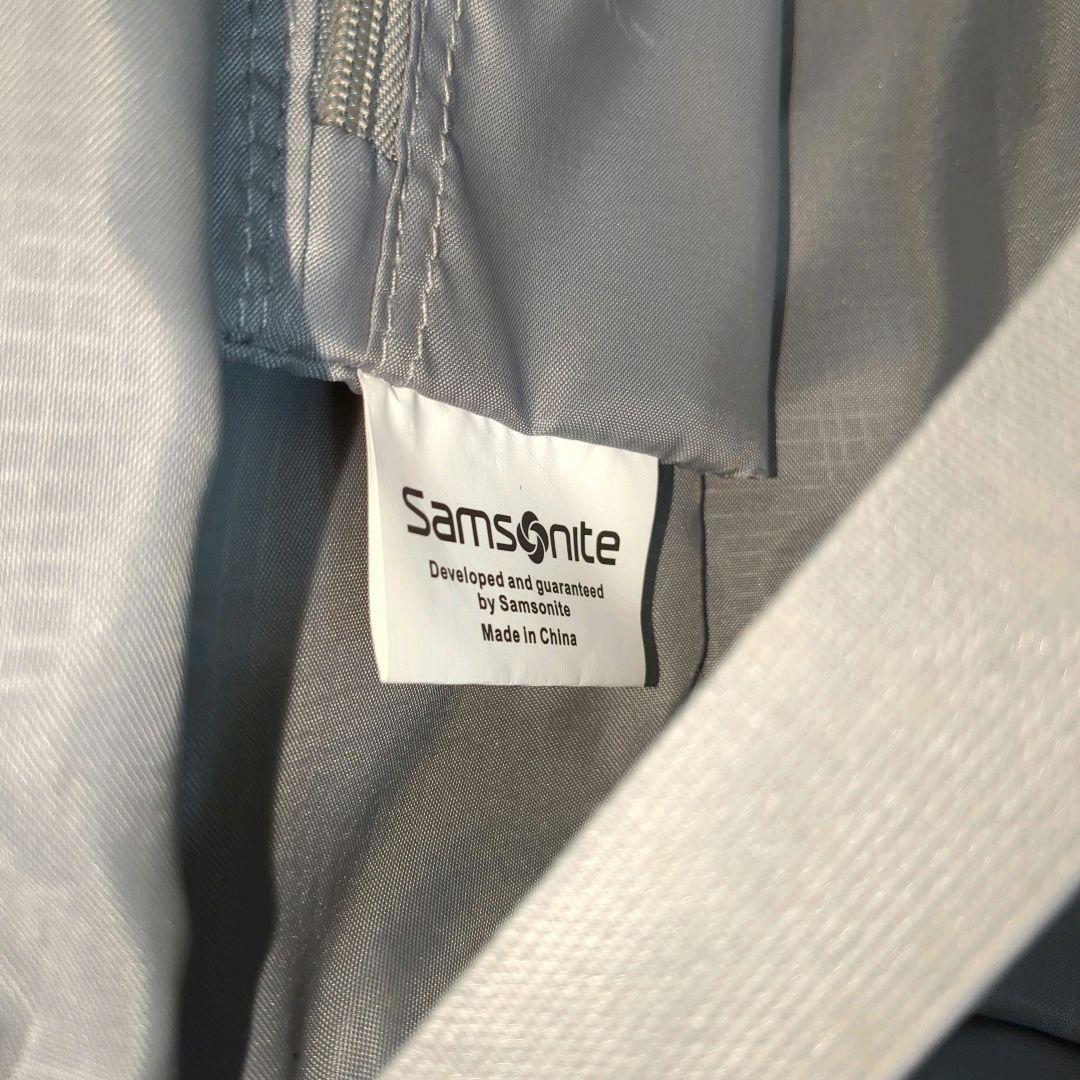 Samsonite
Developed and guaranteed
by Samsonite
Made in China